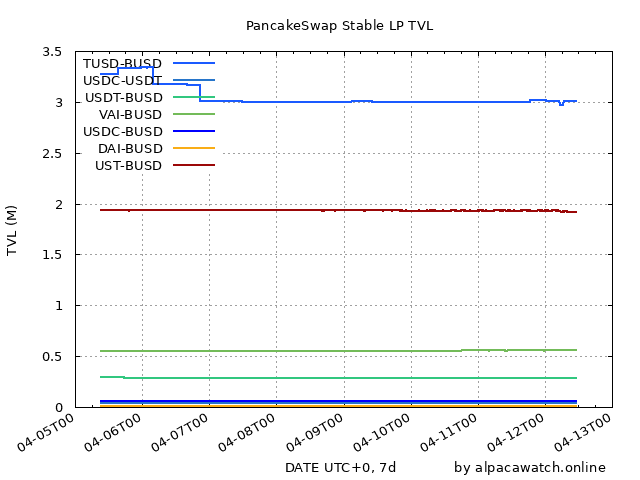 PancakeSwap Stable LP TVL
TUSD-BUSD
USDC-USDT
USDT-BUSD
VAI-BUSD
USDC-BUSD
DAI-BUSD
UST-BUSD
3.5
3
2.5
2
1.5
1
0.5
0
TVL (M)
04-05T00
04-06T00
04-07T00
04-08T00
04-09T00
04-10T00
04-11T00
04-12T00
04-13T00
DATE UTC+0, 7d
by alpacawatch.online